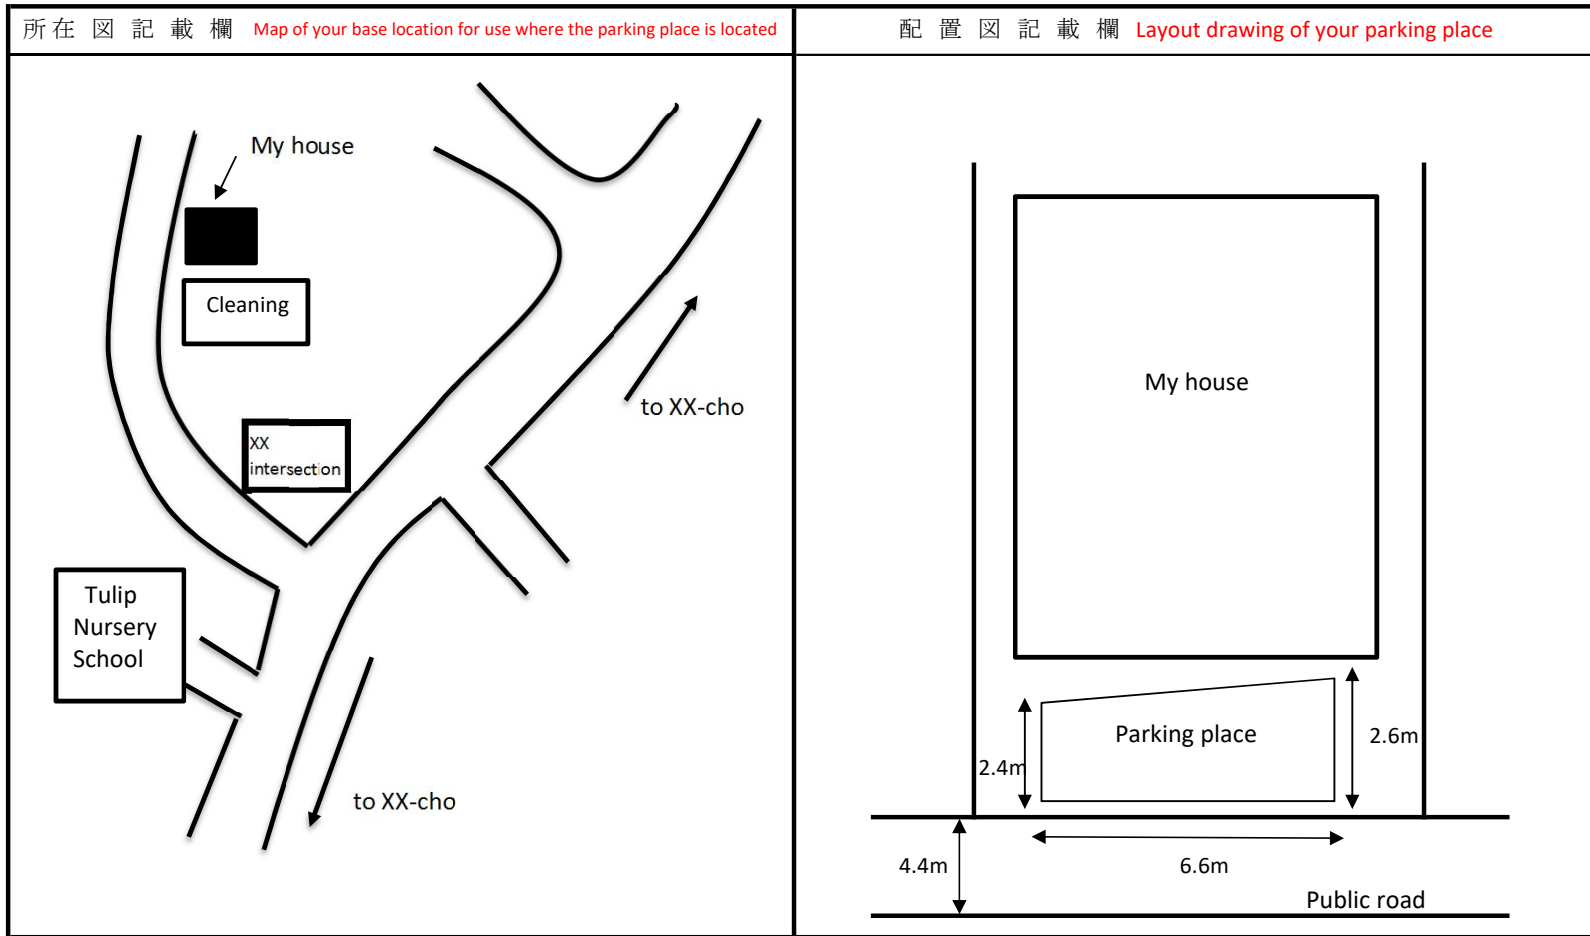 所在図記載欄 Map of your base location for use where the parking place is located
My house
Cleaning
to XX-cho
XX
intersection
Tulip
Nursery
School
to XX-cho
配置図記載欄 Layout drawing of your parking place
My house
Parking place
2.4m
2.6m
4.4m
6.6m
Public road